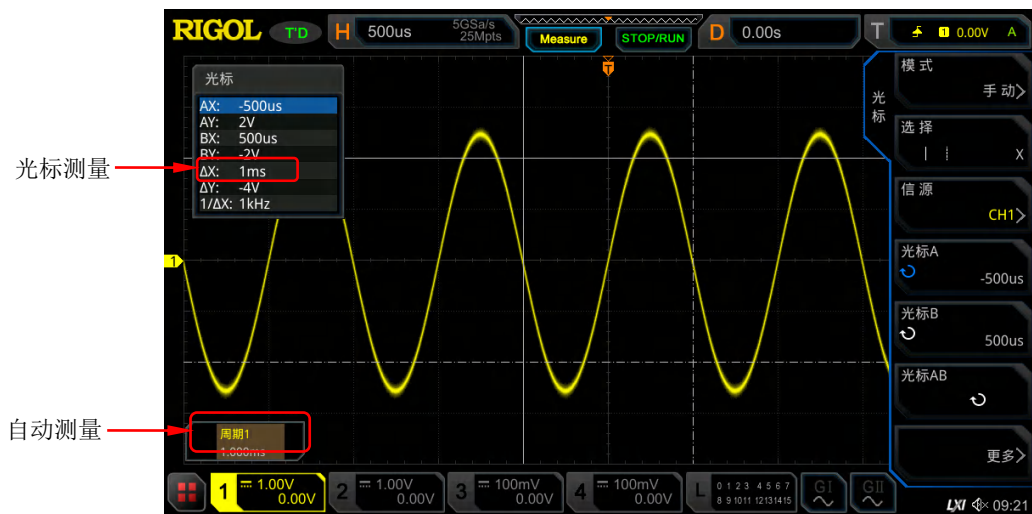 RIGOL T'D H 500us 5GSa/s 25Mpts Measure STOP/RUN D 0.00s T 1 0.00V A
光标
AX: -500us
AY: 2V
BX: 500us
BY: -2V
ΔX: 1ms
ΔY: -4V
1/ΔX: 1kHz
光标测量
自动测量
T
1
周期1
1.000ms
光标
模式
手动>
选择
X
信源
CH1>
光标A
-500us
光标B
500us
光标AB
更多>
1 1.00V 0.00V
2 1.00V 0.00V
3 100mV 0.00V
4 100mV 0.00V
L 0 1 2 3 4 5 6 7
8 9 10 11 12 13 14 15
GI
GII
LXI 09:21